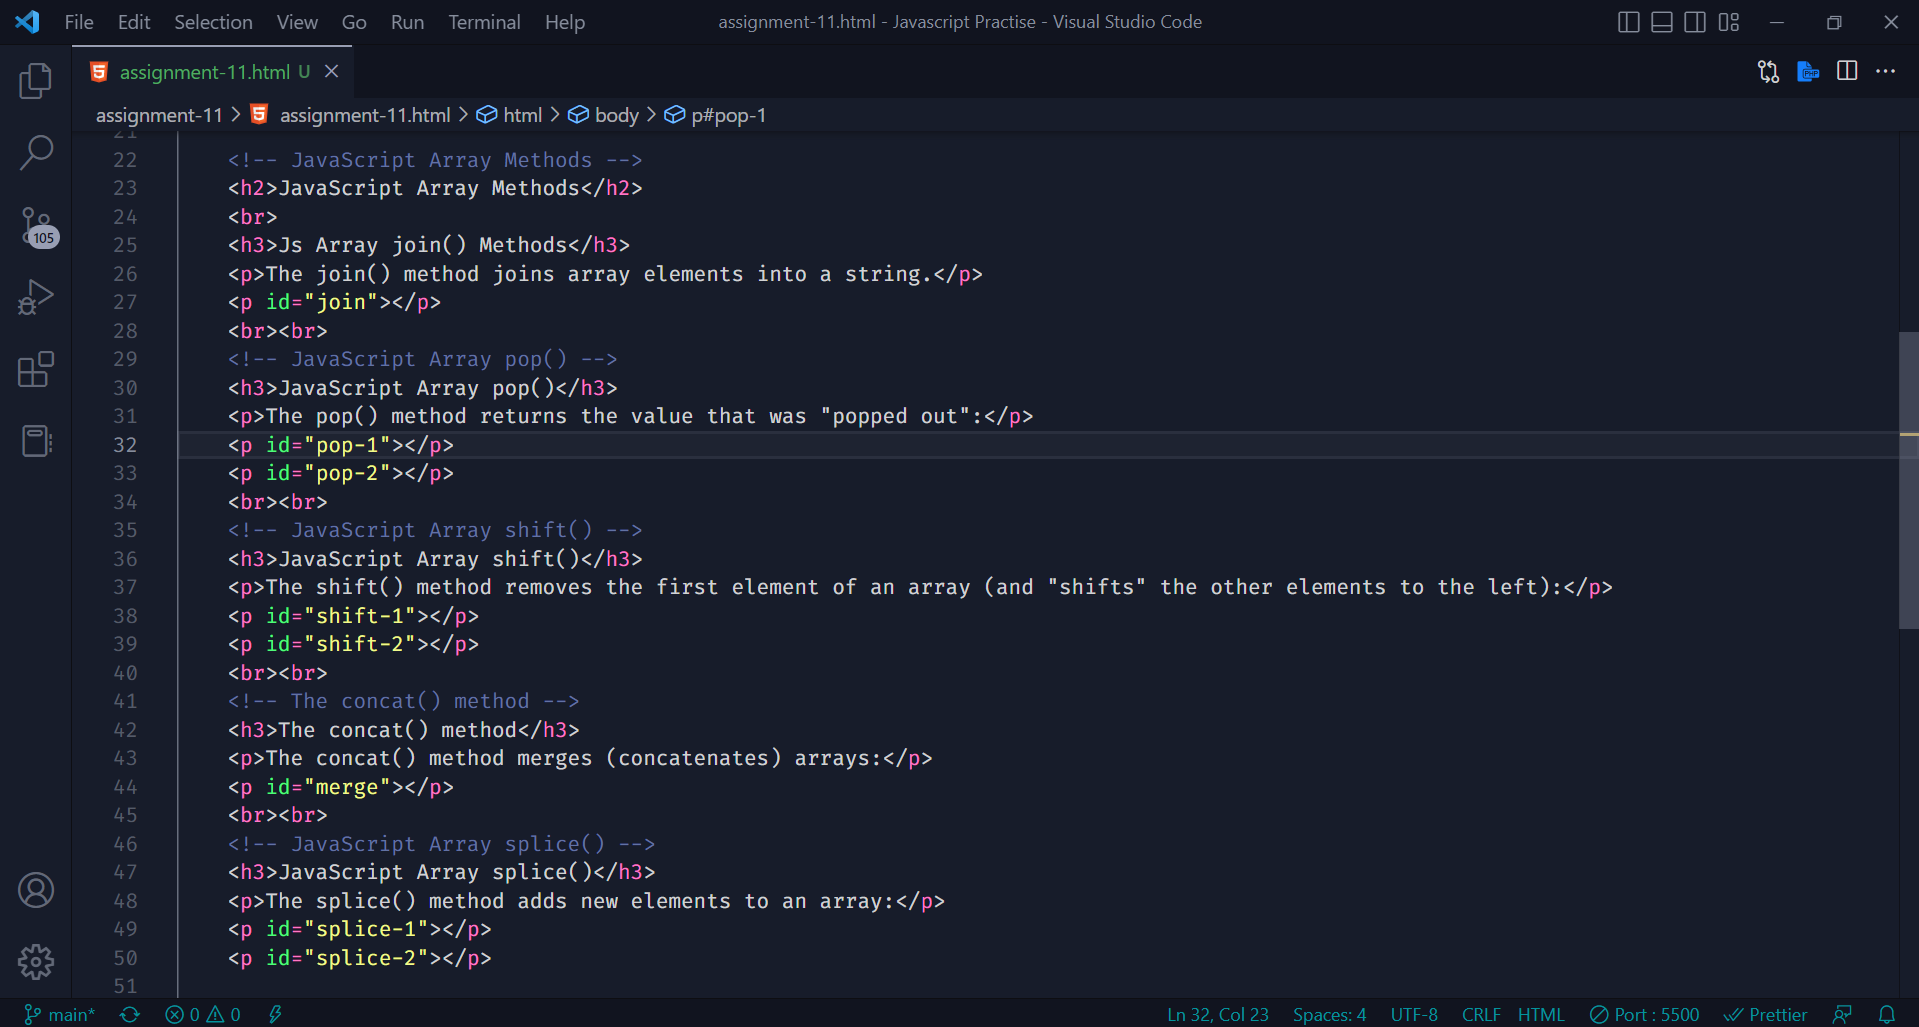 File Edit Selection View Go Run Terminal Help assignment-11.html - Javascript Practise - Visual Studio Code
assignment-11.html U
assignment-11 > assignment-11.html > html > body > p#pop-1
21
22 <!-- JavaScript Array Methods -->
23 <h2>JavaScript Array Methods</h2>
24 <br>
25 <h3>Js Array join() Methods</h3>
26 <p>The join() method joins array elements into a string.</p>
27 <p id="join"></p>
28 <br><br>
29 <!-- JavaScript Array pop() -->
30 <h3>JavaScript Array pop()</h3>
31 <p>The pop() method returns the value that was "popped out":</p>
32 <p id="pop-1"></p>
33 <p id="pop-2"></p>
34 <br><br>
35 <!-- JavaScript Array shift() -->
36 <h3>JavaScript Array shift()</h3>
37 <p>The shift() method removes the first element of an array (and "shifts" the other elements to the left):</p>
38 <p id="shift-1"></p>
39 <p id="shift-2"></p>
40 <br><br>
41 <!-- The concat() method -->
42 <h3>The concat() method</h3>
43 <p>The concat() method merges (concatenates) arrays:</p>
44 <p id="merge"></p>
45 <br><br>
46 <!-- JavaScript Array splice() -->
47 <h3>JavaScript Array splice()</h3>
48 <p>The splice() method adds new elements to an array:</p>
49 <p id="splice-1"></p>
50 <p id="splice-2"></p>
51
105
main* 0 0 Ln 32, Col 23 Spaces: 4 UTF-8 CRLF HTML Port : 5500 Prettier